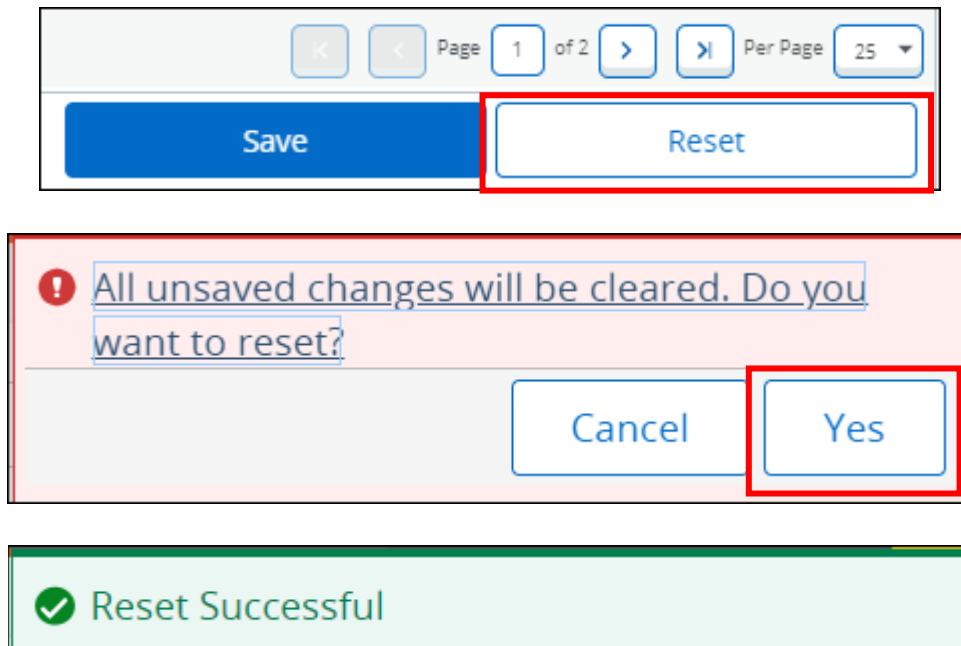 Page 1 of 2 Per Page 25
Save Reset
All unsaved changes will be cleared. Do you
want to reset?
Cancel Yes
Reset Successful